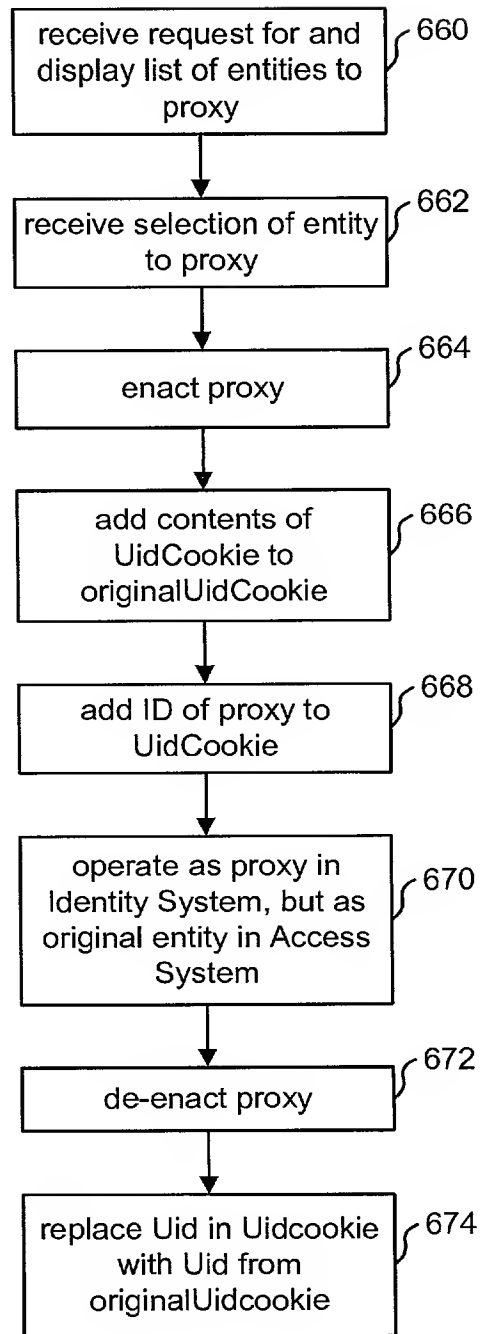 receive request for and
display list of entities to
proxy
660
receive selection of entity
to proxy
662
enact proxy
664
add contents of
UidCookie to
originalUidCookie
666
add ID of proxy to
UidCookie
668
operate as proxy in
Identity System, but as
original entity in Access
System
670
de-enact proxy
672
replace Uid in Uidcookie
with Uid from
originalUidcookie
674